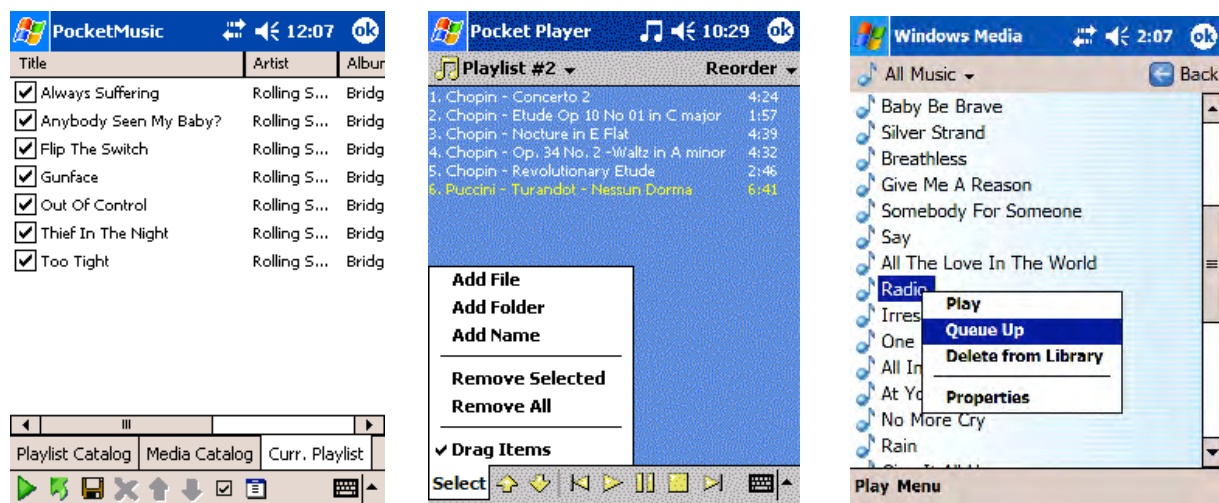 PocketMusic 12:07 ok
Title Artist Albur
Always Suffering Rolling S... Bridg
Anybody Seen My Baby? Rolling S... Bridg
Flip The Switch Rolling S... Bridg
Gunface Rolling S... Bridg
Out Of Control Rolling S... Bridg
Thief In The Night Rolling S... Bridg
Too Tight Rolling S... Bridg
Playlist Catalog Media Catalog Curr. Playlist
Pocket Player 10:29 ok
Playlist #2 Reorder
1. Chopin - Concerto 2 4:24
2. Chopin - Etude Op 10 No 01 in C major 1:57
3. Chopin - Nocture in E Flat 4:39
4. Chopin - Op. 34 No. 2 -Waltz in A minor 4:32
5. Chopin - Revolutionary Etude 2:46
6. Puccini - Turandot - Nessun Dorma 6:41
Add File
Add Folder
Add Name
Remove Selected
Remove All
Drag Items
Select
Windows Media 2:07 ok
All Music Back
Baby Be Brave
Silver Strand
Breathless
Give Me A Reason
Somebody For Someone
Say
All The Love In The World
Radio
Irres
One
All In
At Yo
No More Cry
Rain
Play
Queue Up
Delete from Library
Properties
Play Menu